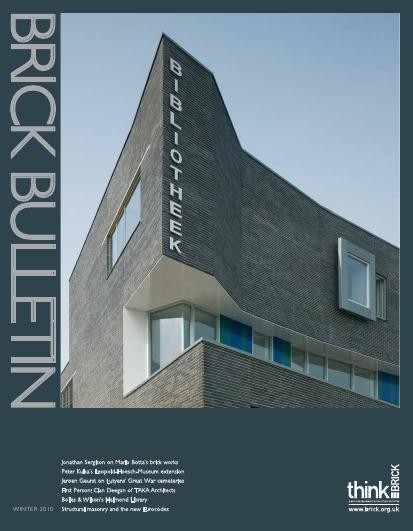 BRICK BULLETIN
BIBLIOTHEEK
Jonathan Sergison on Mario Botta's brick works
Peter Kulka's Leopold-Hoesch-Museum extension
Jeroen Geurst on Lutyens' Great War cemeteries
First Person: Cian Deegan of TAKA Architects
Bolles & Wilson's Helmond Library
WINTER 2010
Structural masonry and the new Eurocodes
think BRICK
www.brick.org.uk